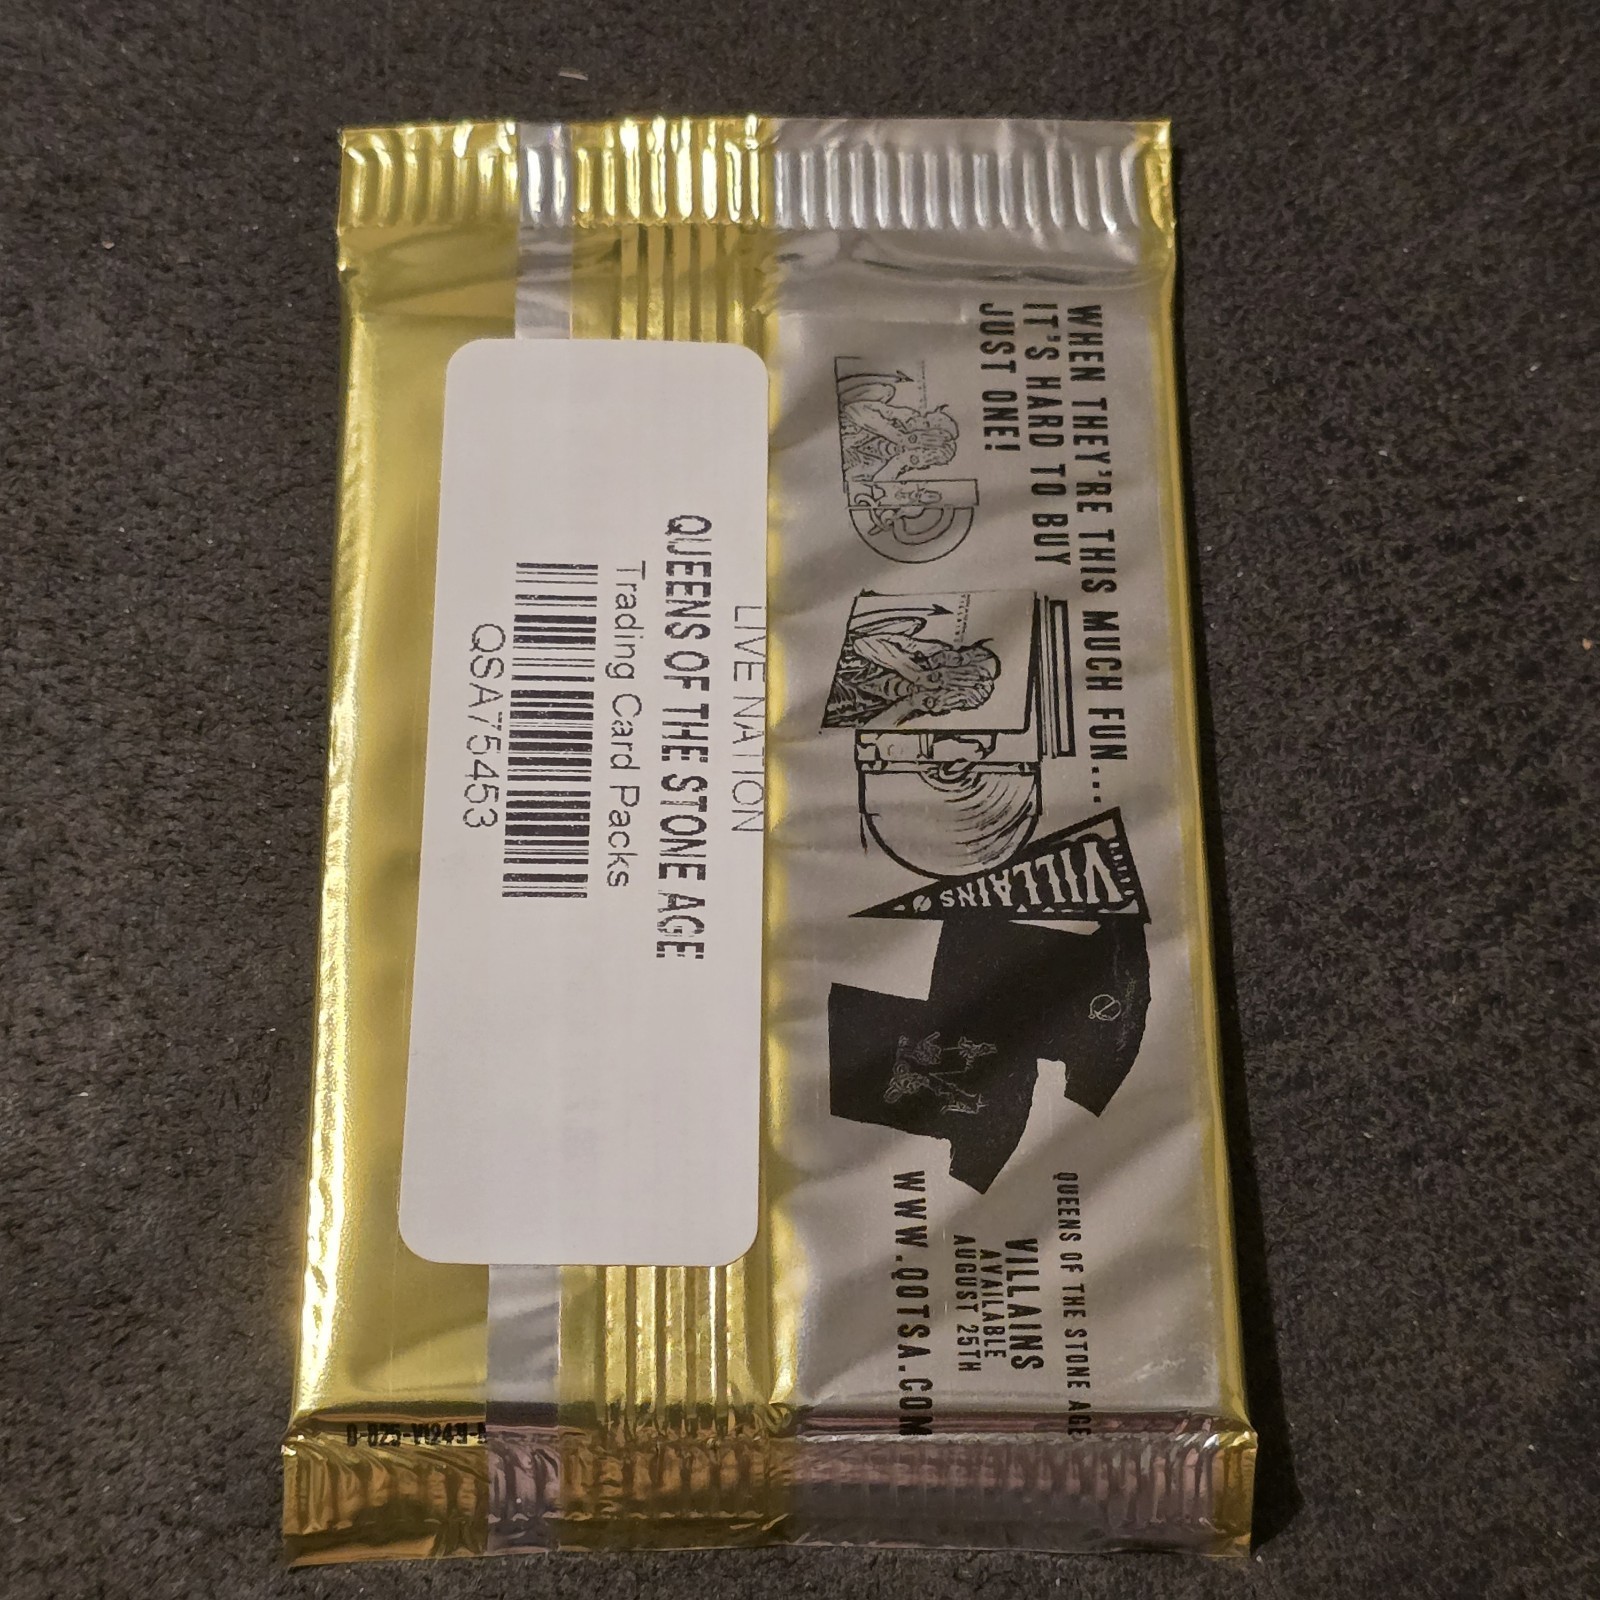 WHEN THEY'RE THIS MUCH FUN...
IT'S HARD TO BUY
JUST ONE!
VILLAINS
VILLAINS
QUEENS OF THE STONE AGE
VILLAINS
AVAILABLE
AUGUST 25TH
WWW.QOTSA.COM
LIVE NATION
QUEENS OF THE STONE AGE
Trading Card Packs
QSA75453